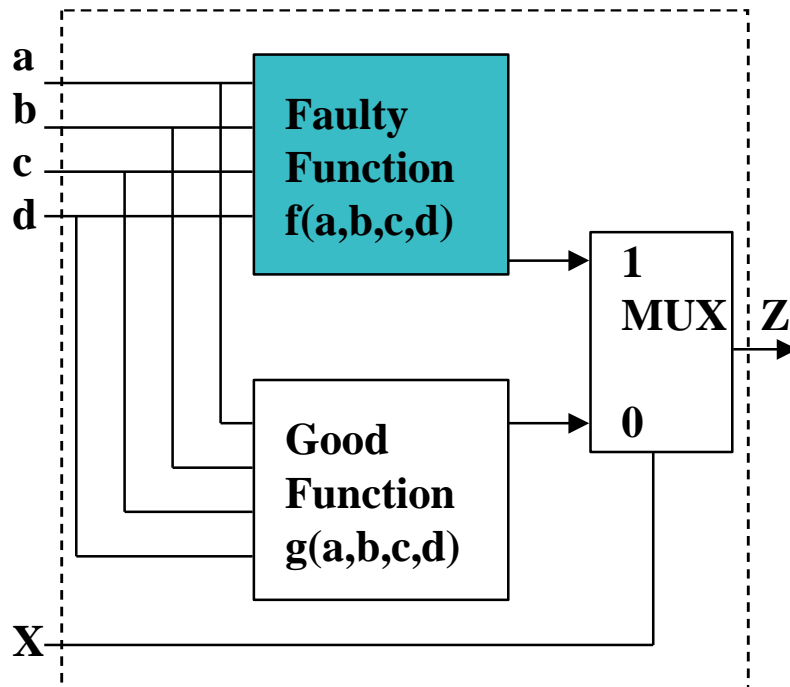 a
b
c
d
Faulty
Function
f(a,b,c,d)
1
MUX
0
Z
Good
Function
g(a,b,c,d)
X